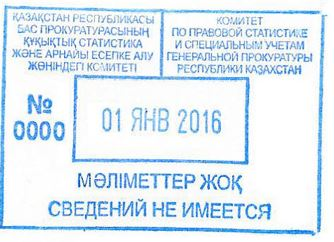 ҚАЗАҚСТАН РЕСПУБЛИКАСЫ
БАС ПРОКУРАТУРАСЫНЫҢ
ҚҰҚЫҚТЫҚ СТАТИСТИКА
ЖӘНЕ АРНАЙЫ ЕСЕПКЕ АЛУ
ЖӨНІНДЕГІ КОМИТЕТІ
КОМИТЕТ
ПО ПРАВОВОЙ СТАТИСТИКЕ
И СПЕЦИАЛЬНЫМ УЧЕТАМ
ГЕНЕРАЛЬНОЙ ПРОКУРАТУРЫ
РЕСПУБЛИКИ КАЗАХСТАН
№
0000
01 ЯНВ 2016
МӘЛІМЕТТЕР ЖОҚ
СВЕДЕНИЙ НЕ ИМЕЕТСЯ